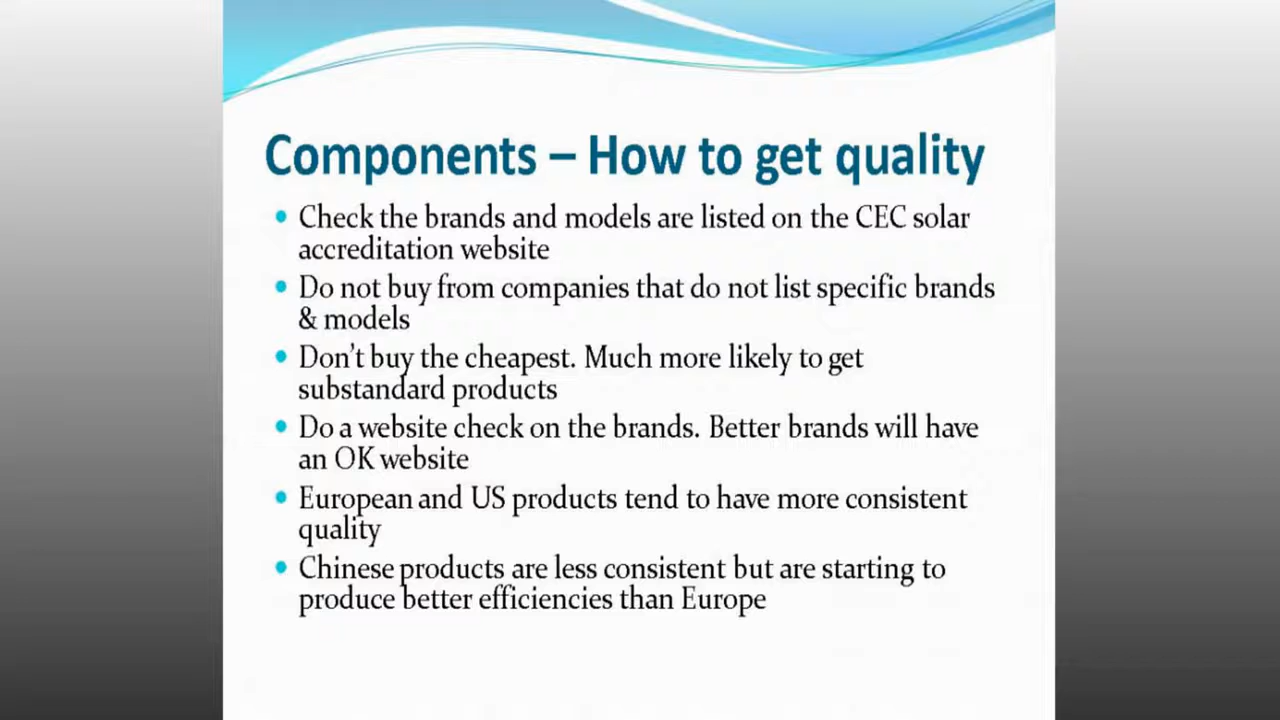 Components – How to get quality
• Check the brands and models are listed on the CEC solar
accreditation website
• Do not buy from companies that do not list specific brands
& models
• Don't buy the cheapest. Much more likely to get
substandard products
• Do a website check on the brands. Better brands will have
an OK website
• European and US products tend to have more consistent
quality
• Chinese products are less consistent but are starting to
produce better efficiencies than Europe